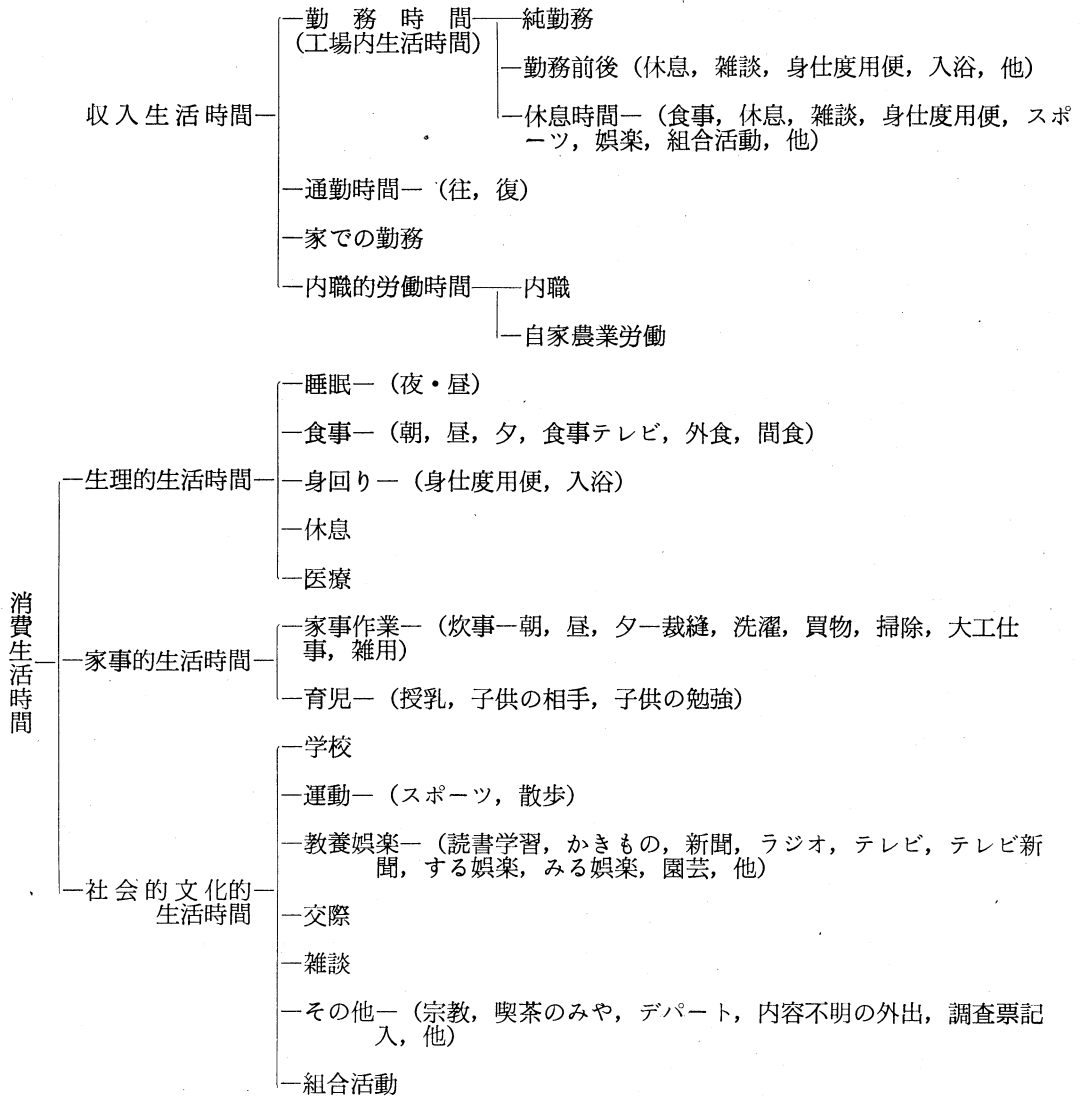 勤務時間
純勤務
(工場内生活時間)
勤務前後（休息，雑談，身仕度用便，入浴，他）
収入生活時間
休息時間―（食事，休息，雑談，身仕度用便，スポ
ーツ，娯楽，組合活動，他）
通勤時間―（往，復）
家での勤務
内職的労働時間
内職
自家農業労働
睡眠―（夜・昼）
食事―（朝，昼，夕，食事テレビ，外食，間食）
生理的生活時間
身回り―（身仕度用便，入浴）
休息
医療
消費生活時間
家事的生活時間
家事作業―（炊事―朝，昼，夕―裁縫，洗濯，買物，掃除，大工仕
事，雑用）
育児―（授乳，子供の相手，子供の勉強）
学校
運動―（スポーツ，散歩）
教養娯楽―（読書学習，かきもの，新聞，ラジオ，テレビ，テレビ新
聞，する娯楽，みる娯楽，園芸，他）
社会的文化的
生活時間
交際
雑談
その他―（宗教，喫茶のみや，デパート，内容不明の外出，調査票記
入，他）
組合活動